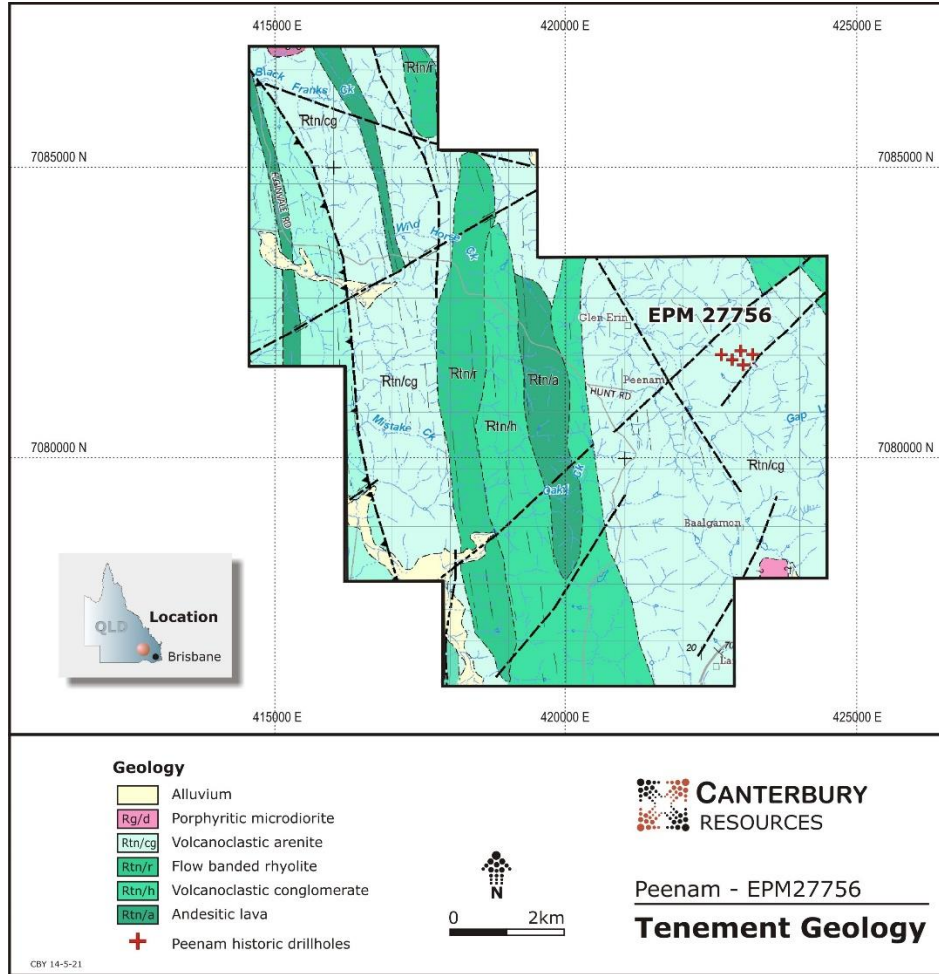 415000 E
420000 E
425000 E
7085000 N
7085000 N
7080000 N
7080000 N
Rtn/r
Black Franks Ck
Rtn/cg
Wild Horse Ck
EPM 27756
Glen Erin
Peenam
HUNT RD
Rtn/cg
Rtn/r
Rtn/a
Rtn/h
Mistake Ck
Gap
Rtn/cg
Oaky Ck
Baalgamon
20
70
QLD
Location
Brisbane
415000 E
420000 E
425000 E
Geology
Alluvium
Rg/d Porphyritic microdiorite
Rtn/cg Volcanoclastic arenite
Rtn/r Flow banded rhyolite
Rtn/h Volcanoclastic conglomerate
Rtn/a Andesitic lava
Peenam historic drillholes
N
0 2km
CANTERBURY
RESOURCES
Peenam - EPM27756
Tenement Geology
CBY 14-5-21